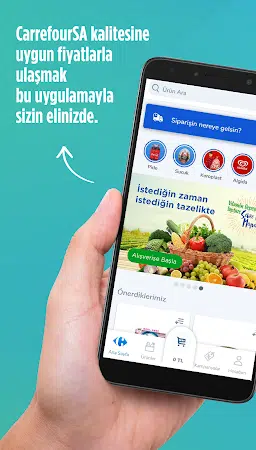 CarrefourSA kalitesine
uygun fiyatlarla
ulaşmak
bu uygulamayla
sizin elinizde.
Ürün Ara
Siparişin nereye gelsin?
Pide
Sucuk
Keroplast
Algida
İstediğin zaman
istediğin tazelikte
Alışverişe Başla
Önerdiklerimiz
Ana Sayfa
Ürünler
0 TL
Kampanyalar
Hesabım